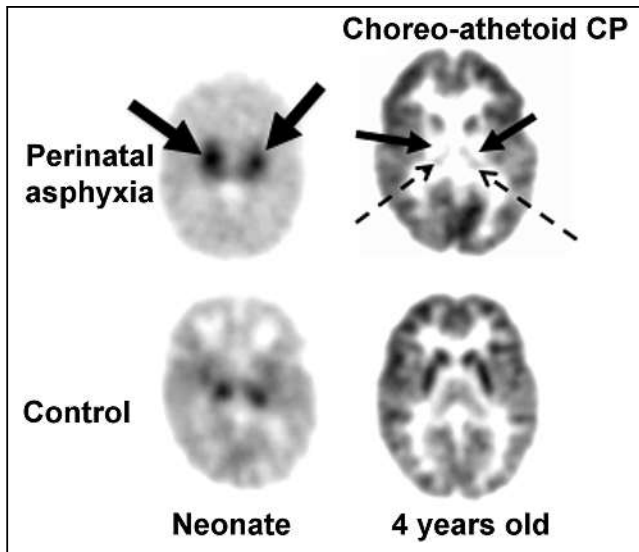 Choreo-athetoid CP
Perinatal
asphyxia
Control
Neonate
4 years old